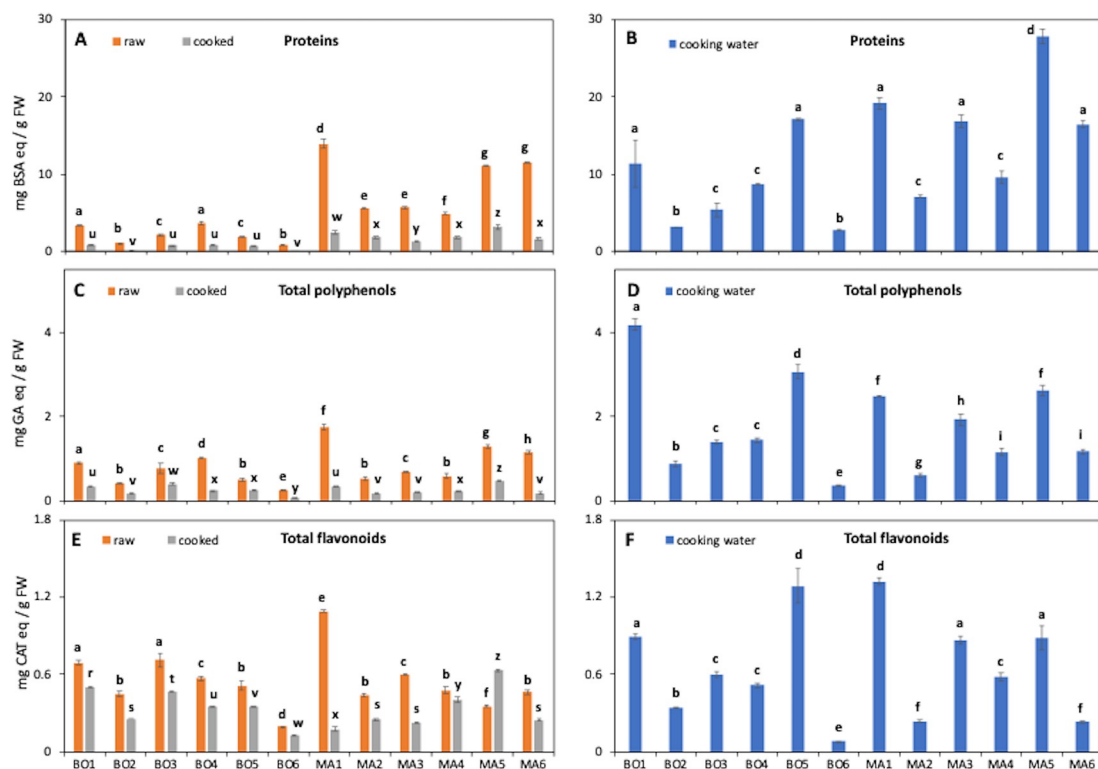 A
raw
cooked
Proteins
mg BSA eq / g FW
30
20
10
0
a u b v c u a u c u b v d w e x e y f x g z g x
B
cooking water
Proteins
30
20
10
0
a b c c a b a c a c d a
C
raw
cooked
Total polyphenols
mg GA eq / g FW
4
2
0
a u b v c w d x b x e y f u b v b v b v g z h v
D
cooking water
Total polyphenols
4
2
0
a b c c d e f g h i f i
E
raw
cooked
Total flavonoids
mg CAT eq / g FW
1.8
1.2
0.6
0
a r b s a t c u b v d w e x b s c s b y f z b s
BO1 BO2 BO3 BO4 BO5 BO6 MA1 MA2 MA3 MA4 MA5 MA6
F
cooking water
Total flavonoids
1.8
1.2
0.6
0
a b c c d e d f a c a f
BO1 BO2 BO3 BO4 BO5 BO6 MA1 MA2 MA3 MA4 MA5 MA6